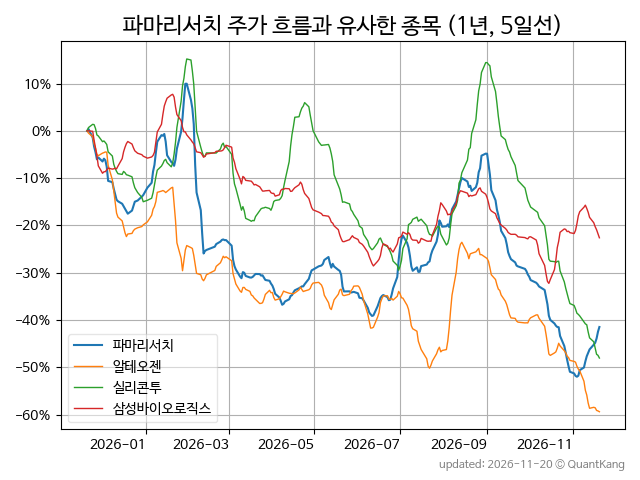 파마리서치 주가 흐름과 유사한 종목 (1년, 5일선)
10%
0%
-10%
-20%
-30%
-40%
-50%
-60%
파마리서치
알테오젠
실리콘투
삼성바이오로직스
2026-01 2026-03 2026-05 2026-07 2026-09 2026-11
updated: 2026-11-20 © QuantKang